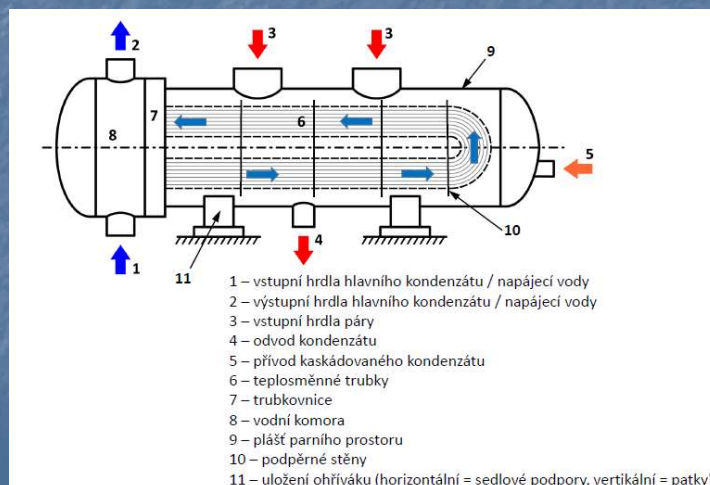 2
3
3
9
7
8
6
5
1
11
4
10
1 – vstupní hrdla hlavního kondenzátu / napájecí vody
2 – výstupní hrdla hlavního kondenzátu / napájecí vody
3 – vstupní hrdla páry
4 – odvod kondenzátu
5 – přívod kaskádovaného kondenzátu
6 – teplosměnné trubky
7 – trubkovnice
8 – vodní komora
9 – plášť parního prostoru
10 – podpěrné stěny
11 – uložení ohříváku (horizontální = sedlové podpory, vertikální = patky)